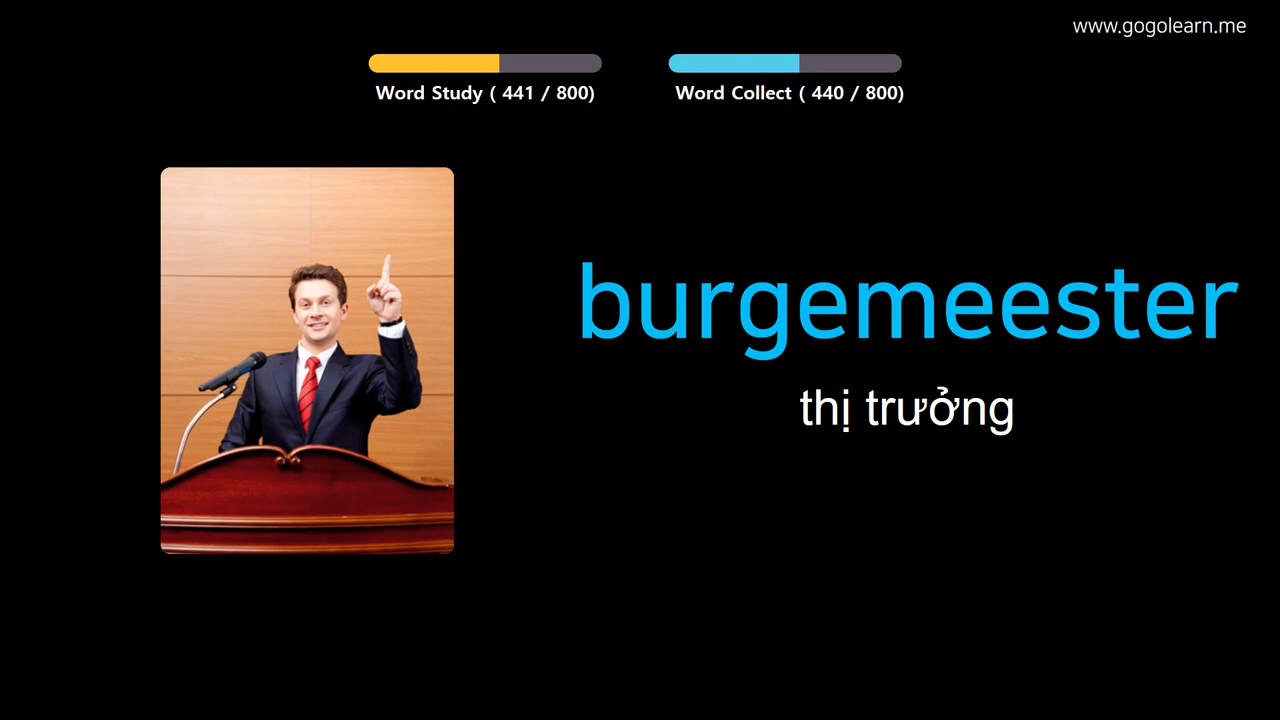 www.gogolearn.me
Word Study ( 441 / 800)
Word Collect ( 440 / 800)
burgemeester
thị trưởng